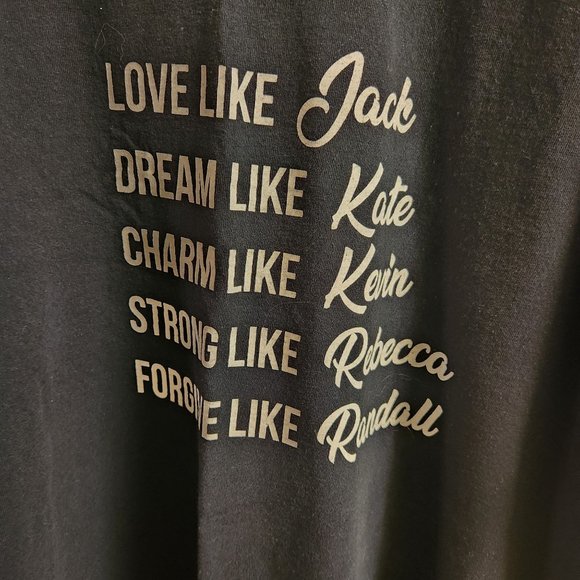 LOVE LIKE Jack
DREAM LIKE Kate
CHARM LIKE Kevin
STRONG LIKE Rebecca
FORGIVE LIKE Randall